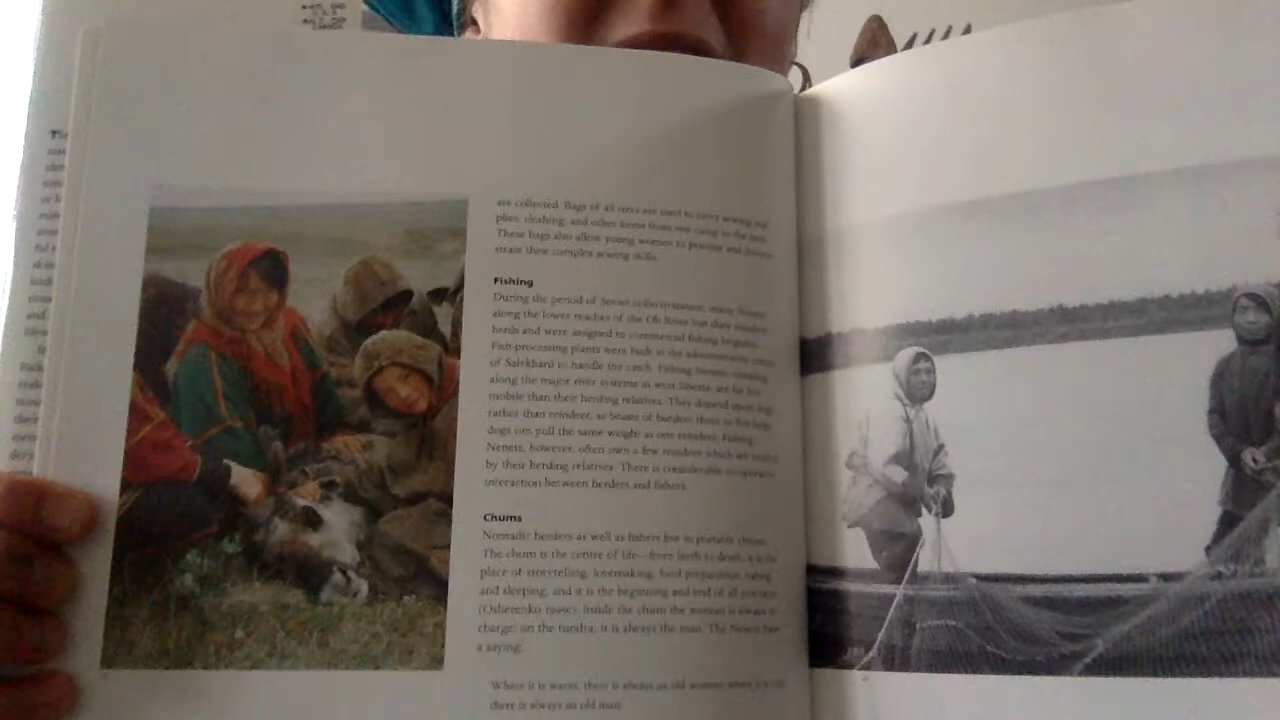 are collected. Bags of all sizes are used to carry sewing sup-
plies, clothing, and other items from one camp to the next.
These bags also allow young women to practise and demon-
strate their complex sewing skills.
Fishing
During the period of Soviet collectivization, many Nenets
along the lower reaches of the Ob River lost their reindeer
herds and were assigned to commercial fishing brigades.
Fish-processing plants were built in the administrative centre
of Salekhard to handle the catch. Fishing Nenets camping
along the major river systems in west Siberia are far less
mobile than their herding relatives. They depend upon dogs
rather than reindeer, as beasts of burden; three to five large
dogs can pull the same weight as one reindeer. Fishing
Nenets, however, often own a few reindeer which are herded
by their herding relatives. There is considerable cooperative
interaction between herders and fishers.
Chums
Nomadic herders as well as fishers live in portable chums.
The chum is the centre of life—from birth to death, it is the
place of storytelling, lovemaking, food preparation, eating
and sleeping, and it is the beginning and end of all journeys
(Osherenko). Inside the chum the woman is always in
charge; on the tundra, it is always the man. The Nenets have
a saying:
Where it is warm, there is always an old woman; where it is cold
there is always an old man.